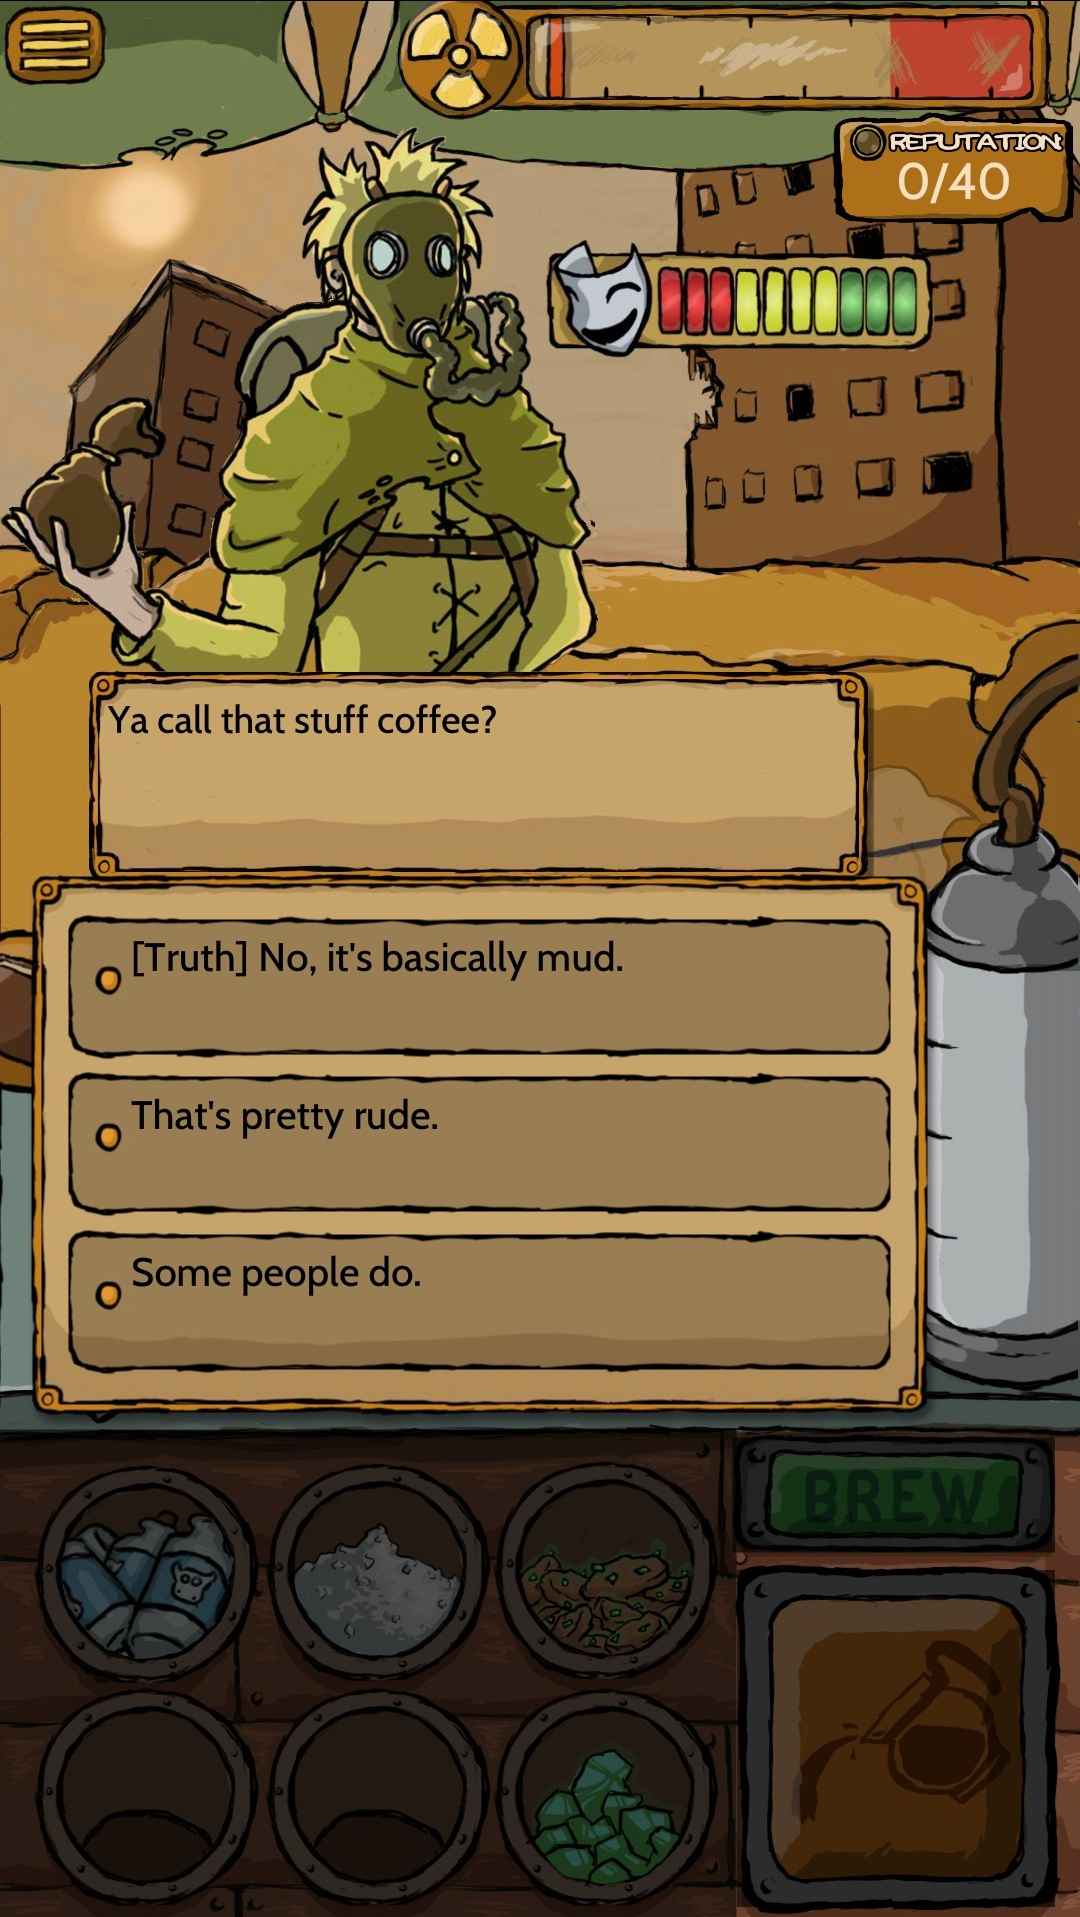 REPUTATION
0/40
Ya call that stuff coffee?
[Truth] No, it's basically mud.
That's pretty rude.
Some people do.
BREW